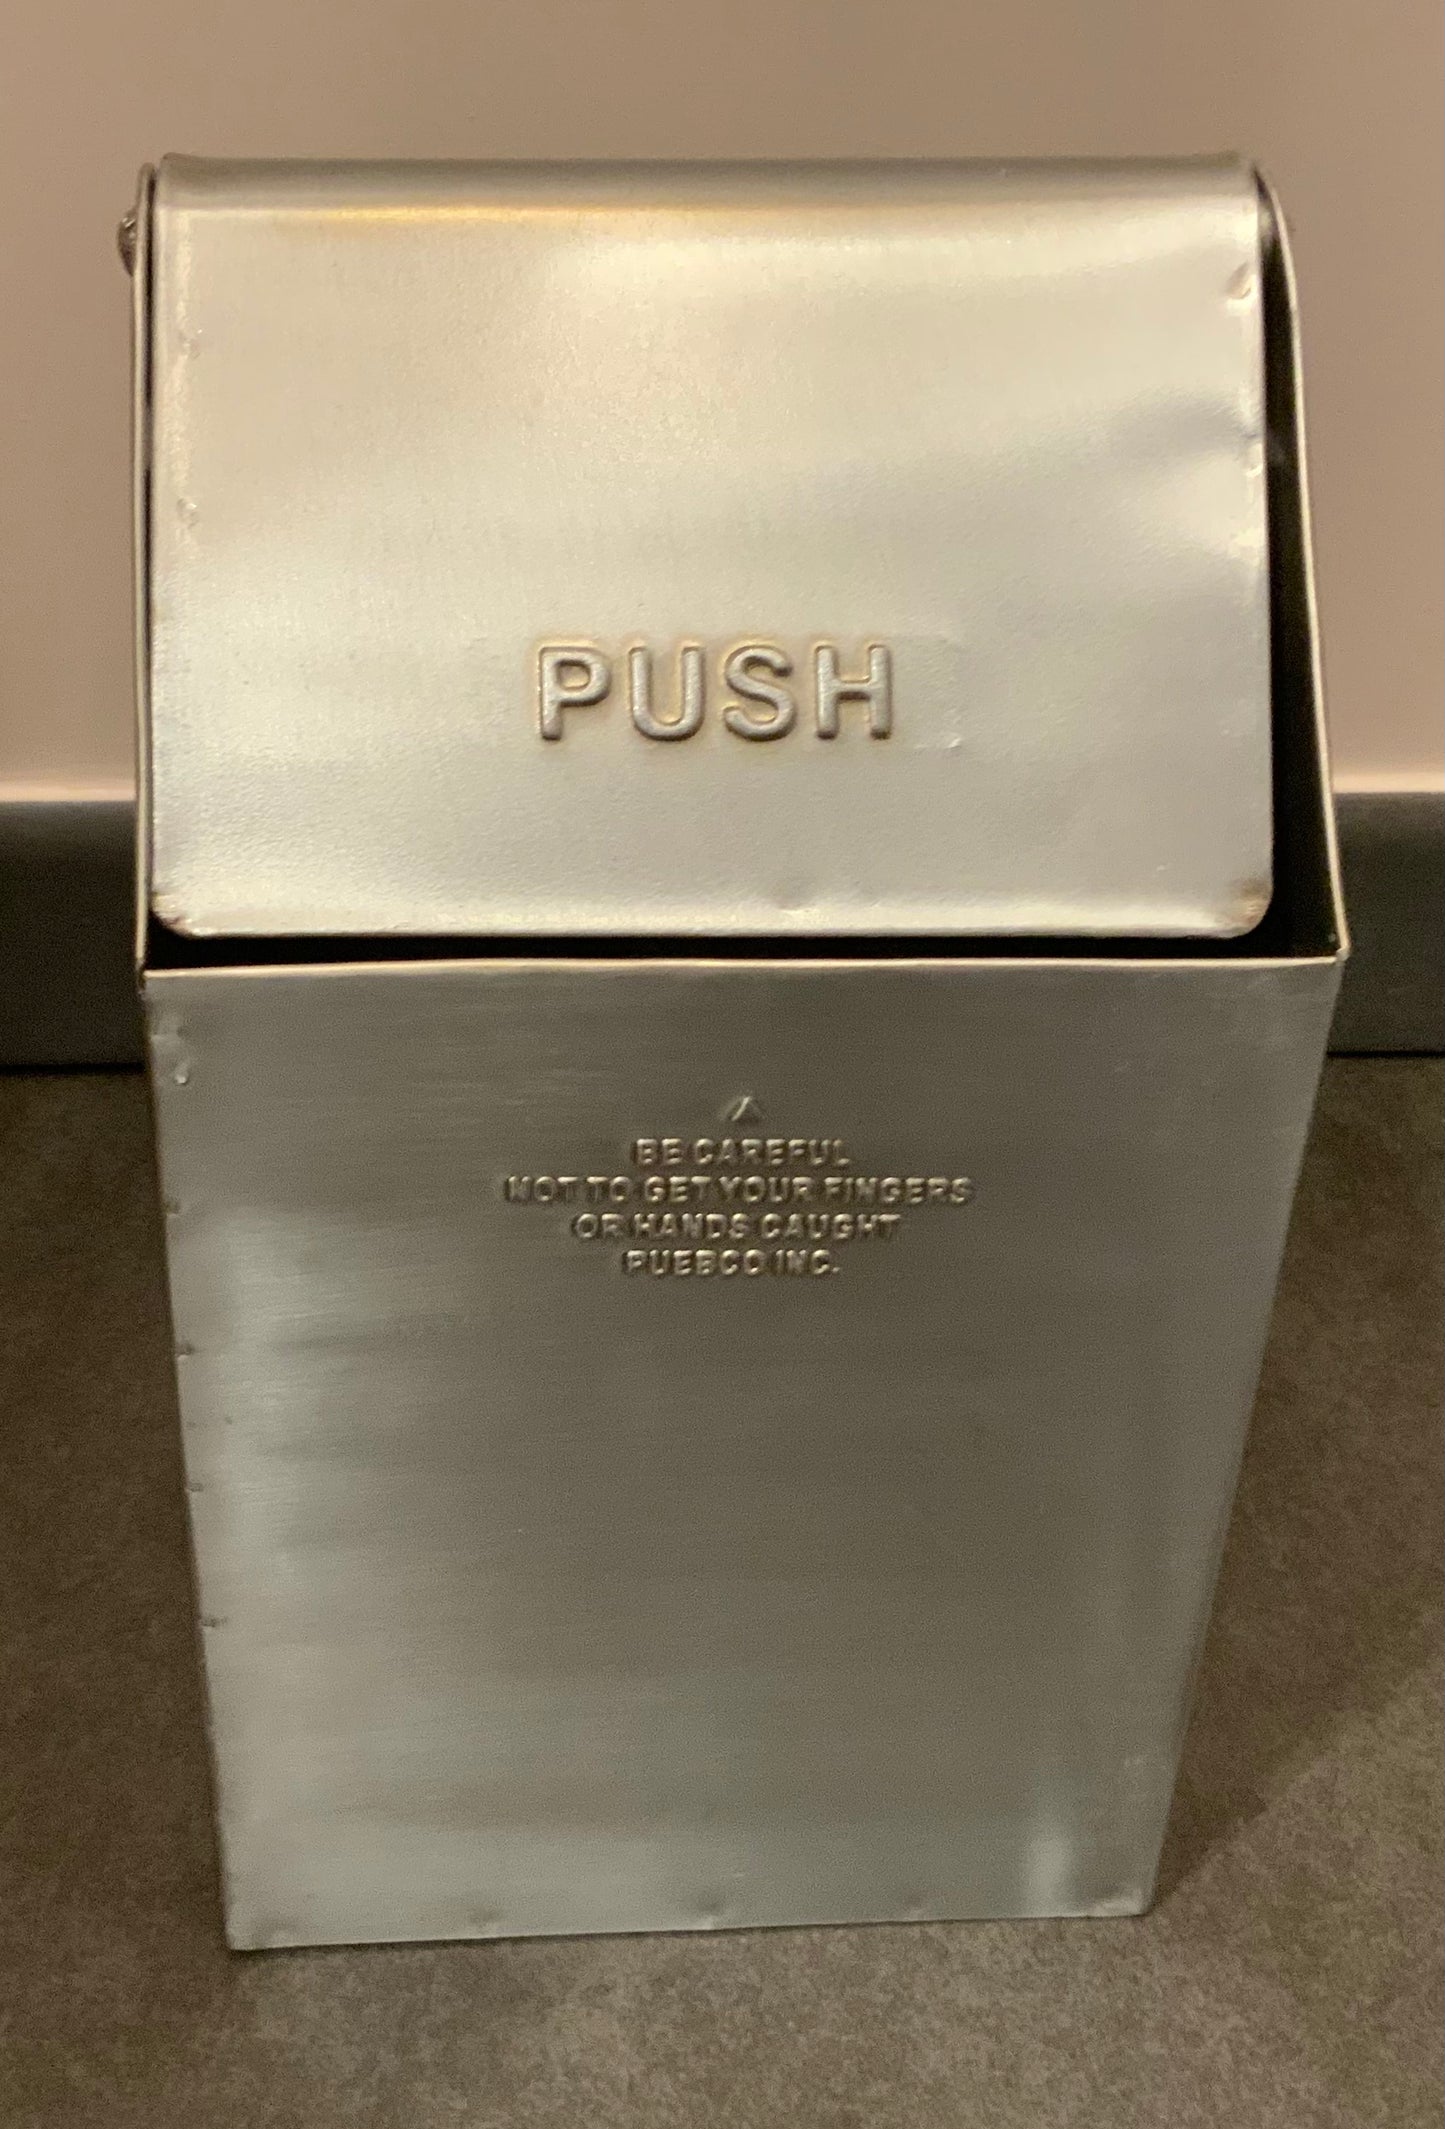 PUSH
BE CAREFUL
NOT TO GET YOUR FINGERS
OR HANDS CAUGHT
PUEBCO INC.